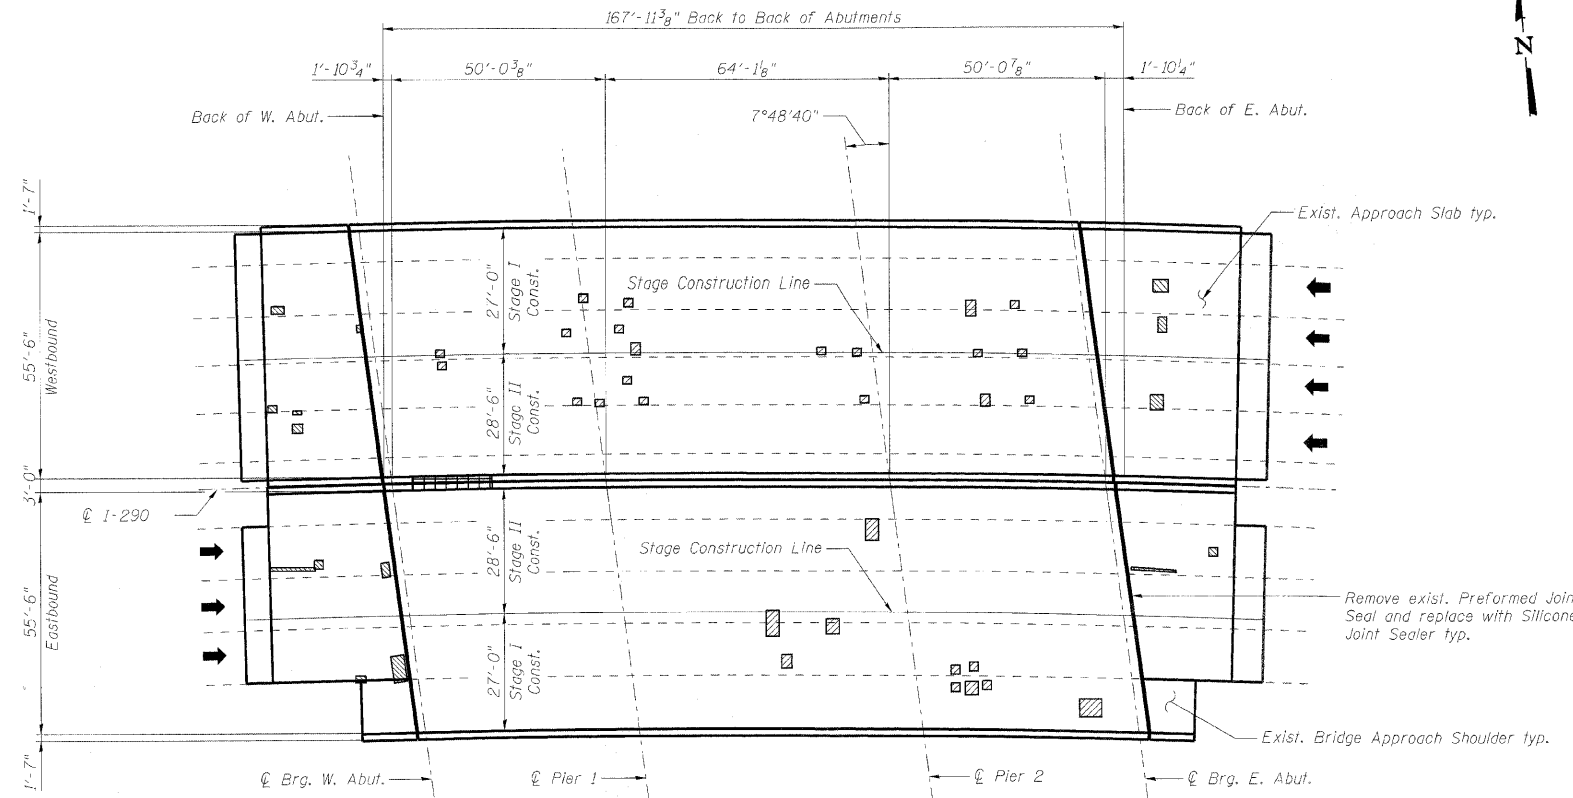 167'-11 3/8" Back to Back of Abutments
1'-10 3/4"
50'-0 3/8"
64'-1 1/8"
50'-0 7/8"
1'-10 1/4"
N
Back of W. Abut.
7°48'40"
Back of E. Abut.
1'-7"
Exist. Approach Slab typ.
27'-0"
Stage I
Const.
Stage Construction Line
55'-6"
Westbound
28'-6"
Stage II
Const.
3'-0"
℄ I-290
28'-6"
Stage II
Const.
Stage Construction Line
55'-6"
Eastbound
Remove exist. Preformed Join
Seal and replace with Silicone
Joint Sealer typ.
27'-0"
Stage I
Const.
Exist. Bridge Approach Shoulder typ.
1'-7"
℄ Brg. W. Abut.
℄ Pier 1
℄ Pier 2
℄ Brg. E. Abut.